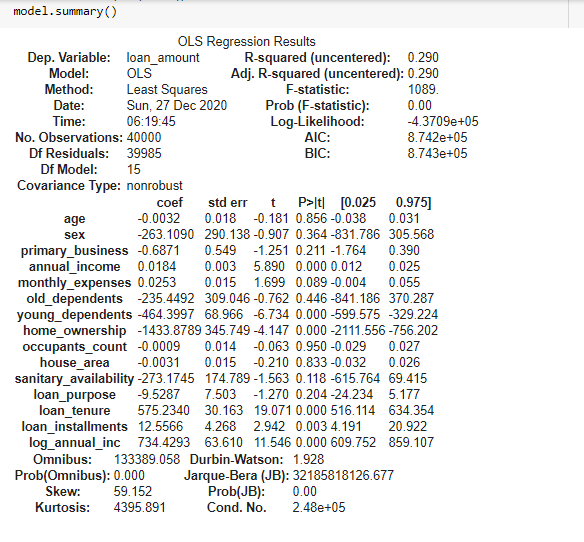 model.summary()
OLS Regression Results
Dep. Variable: loan_amount R-squared (uncentered): 0.290
Model: OLS Adj. R-squared (uncentered): 0.290
Method: Least Squares F-statistic: 1089.
Date: Sun, 27 Dec 2020 Prob (F-statistic): 0.00
Time: 06:19:45 Log-Likelihood: -4.3709e+05
No. Observations: 40000 AIC: 8.742e+05
Df Residuals: 39985 BIC: 8.743e+05
Df Model: 15
Covariance Type: nonrobust
coef std err t P>|t| [0.025 0.975]
age -0.0032 0.018 -0.181 0.856 -0.038 0.031
sex -263.1090 290.138 -0.907 0.364 -831.786 305.568
primary_business -0.6871 0.549 -1.251 0.211 -1.764 0.390
annual_income 0.0184 0.003 5.890 0.000 0.012 0.025
monthly_expenses 0.0253 0.015 1.699 0.089 -0.004 0.055
old_dependents -235.4492 309.046 -0.762 0.446 -841.186 370.287
young_dependents -464.3997 68.966 -6.734 0.000 -599.575 -329.224
home_ownership -1433.8789 345.749 -4.147 0.000 -2111.556 -756.202
occupants_count -0.0009 0.014 -0.063 0.950 -0.029 0.027
house_area -0.0031 0.015 -0.210 0.833 -0.032 0.026
sanitary_availability -273.1745 174.789 -1.563 0.118 -615.764 69.415
loan_purpose -9.5287 7.503 -1.270 0.204 -24.234 5.177
loan_tenure 575.2340 30.163 19.071 0.000 516.114 634.354
loan_installments 12.5566 4.268 2.942 0.003 4.191 20.922
log_annual_inc 734.4293 63.610 11.546 0.000 609.752 859.107
Omnibus: 133389.058 Durbin-Watson: 1.928
Prob(Omnibus): 0.000 Jarque-Bera (JB): 32185818126.677
Skew: 59.152 Prob(JB): 0.00
Kurtosis: 4395.891 Cond. No. 2.48e+05